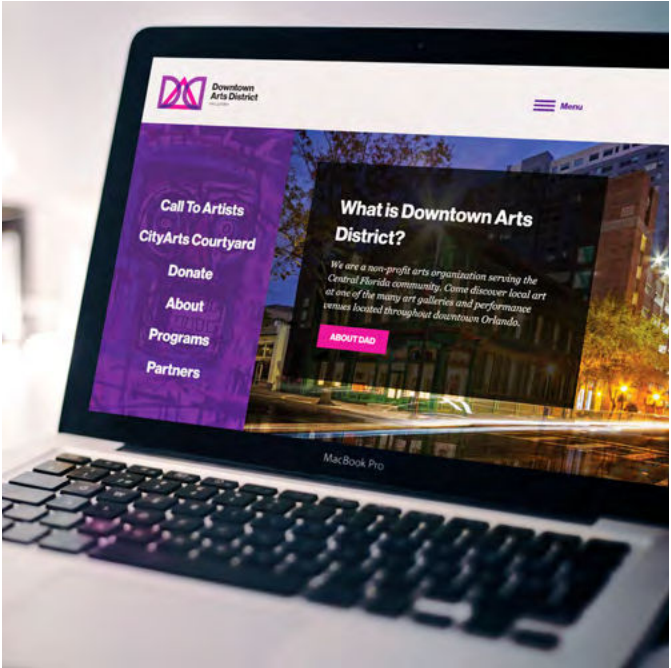 Downtown
Arts District
Menu
Call To Artists
CityArts Courtyard
Donate
About
Programs
Partners
What is Downtown Arts
District?
We are a non-profit arts organization serving the
Central Florida community. Come discover local art
at one of the many art galleries and performance
venues located throughout downtown Orlando.
ABOUT DAD
MacBook Pro